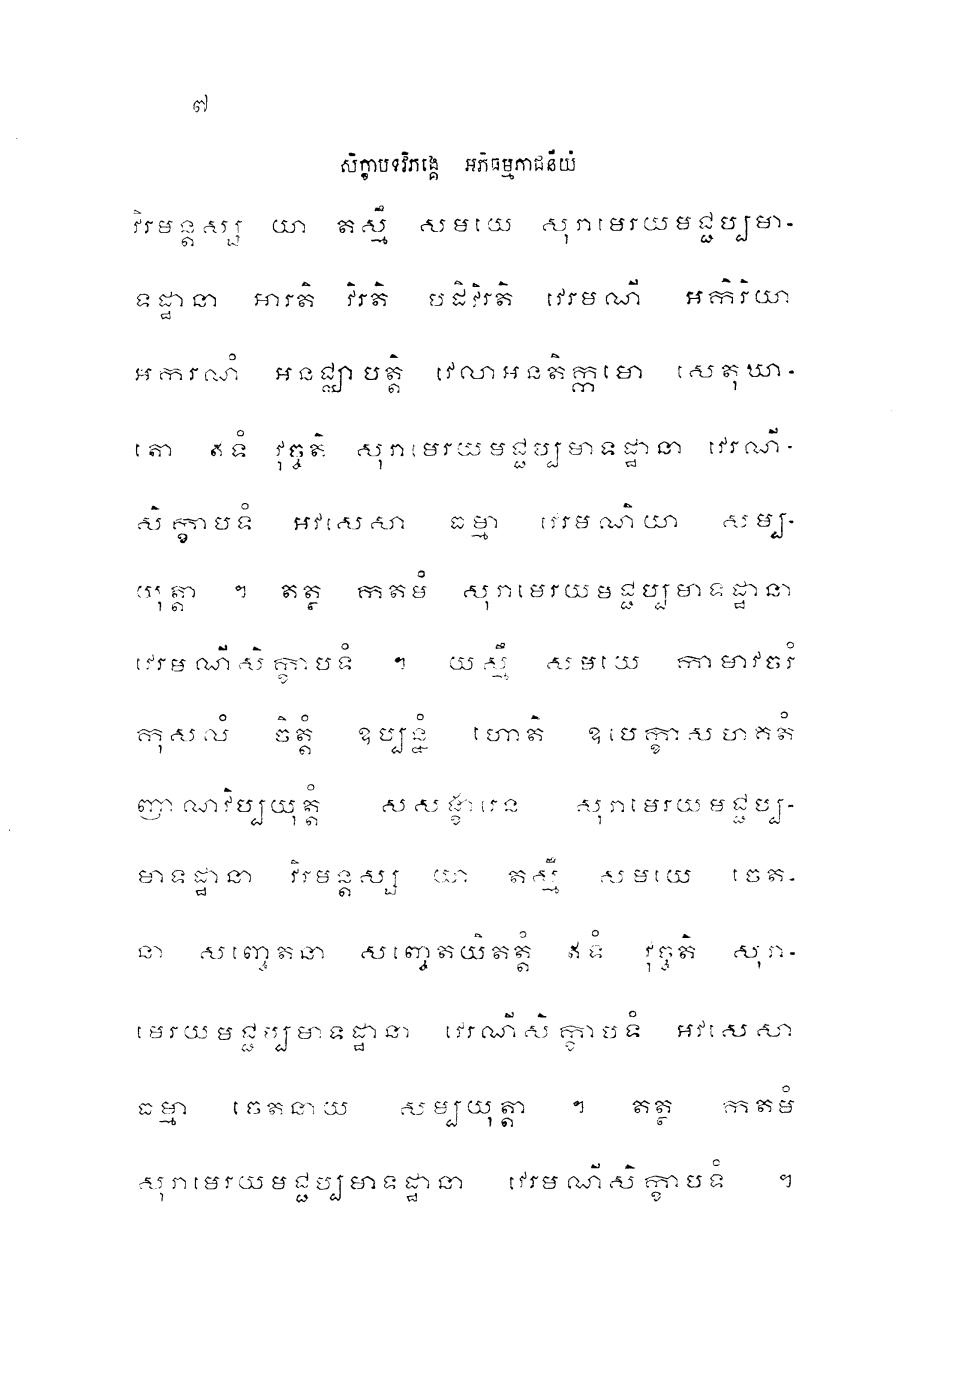 ៧
សិក្ខាបទវិភង្គេ អភិធម្មភាជនីយំ
វិរមន្តស្ស យា តស្មឹ សមយេ សុរាមេរយមជ្ជប្បមា-
ទដ្ឋានា អារតិ វិរតិ បដិវិរតិ វេរមណី អកិរិយា
អករណំ អនជ្ឈាបត្តិ វេលាអនតិក្កមោ សេតុឃា-
តោ ឥទំ វុច្ចតិ សុរាមេរយមជ្ជប្បមាទដ្ឋានា វេរណី-
សិក្ខាបទំ អវសេសា ធម្មា វេរមណិយា សម្ប-
យុត្តា ។ តត្ថ កតមំ សុរាមេរយមជ្ជប្បមាទដ្ឋានា
វេរមណីសិក្ខាបទំ ។ យស្មឹ សមយេ កាមាវចរំ
កុសលំ ចិត្តំ ឧប្បន្នំ ហោតិ ឧបេក្ខាសហគតំ
ញាណវិប្បយុត្តំ សសង្ខារេន សុរាមេរយមជ្ជប្ប-
មាទដ្ឋានា វិរមន្តស្ស យា តស្មឹ សមយេ ចេត-
នា សញ្ចេតនា សញ្ចេតយិតត្តំ ឥទំ វុច្ចតិ សុរា-
មេរយមជ្ជប្បមាទដ្ឋានា វេរណីសិក្ខាបទំ អវសេសា
ធម្មា ចេតនាយ សម្បយុត្តា ។ តត្ថ កតមំ
សុរាមេរយមជ្ជប្បមាទដ្ឋានា វេរមណីសិក្ខាបទំ ។